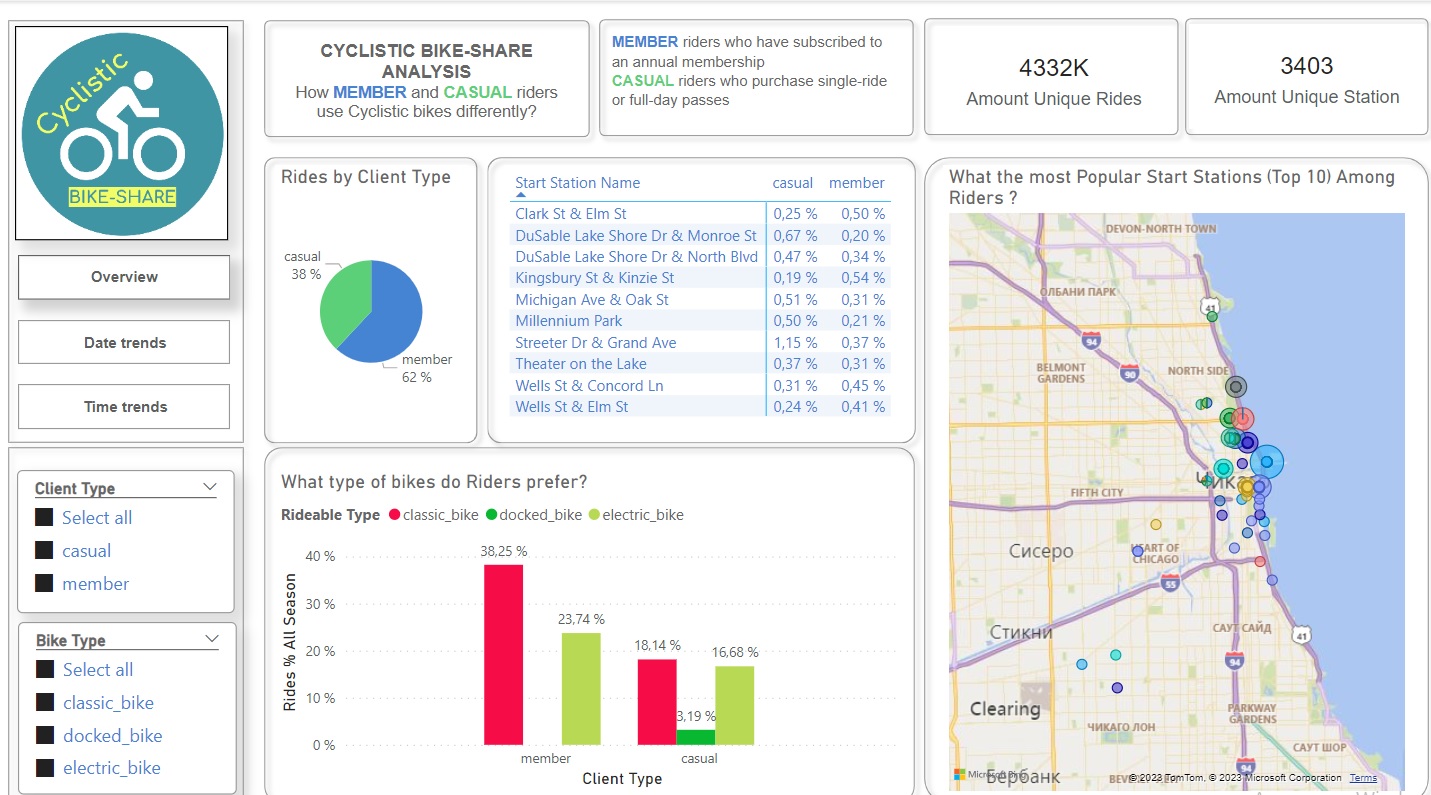 Cyclistic
BIKE-SHARE
Overview
Date trends
Time trends
Client Type
Select all
casual
member
Bike Type
Select all
classic_bike
docked_bike
electric_bike
CYCLISTIC BIKE-SHARE
ANALYSIS
How MEMBER and CASUAL riders
use Cyclistic bikes differently?
MEMBER riders who have subscribed to
an annual membership
CASUAL riders who purchase single-ride
or full-day passes
4332K
Amount Unique Rides
3403
Amount Unique Station
Rides by Client Type
casual
38 %
member
62 %
Start Station Name casual member
Clark St & Elm St 0,25 % 0,50 %
DuSable Lake Shore Dr & Monroe St 0,67 % 0,20 %
DuSable Lake Shore Dr & North Blvd 0,47 % 0,34 %
Kingsbury St & Kinzie St 0,19 % 0,54 %
Michigan Ave & Oak St 0,51 % 0,31 %
Millennium Park 0,50 % 0,21 %
Streeter Dr & Grand Ave 1,15 % 0,37 %
Theater on the Lake 0,37 % 0,31 %
Wells St & Concord Ln 0,31 % 0,45 %
Wells St & Elm St 0,24 % 0,41 %
What type of bikes do Riders prefer?
Rideable Type classic_bike docked_bike electric_bike
Rides % All Season
40 %
30 %
20 %
10 %
0 %
38,25 %
23,74 %
18,14 %
3,19 %
16,68 %
member casual
Client Type
What the most Popular Start Stations (Top 10) Among
Riders ?
DEVON-NORTH TOWN
ОЛБАНИ ПАРК
41
94
BELMONT
GARDENS
90
NORTH SIDE
FIFTH CITY
Сисеро
HEART OF
CHICAGO
55
Стикни
САУТ САЙД
41
94
Clearing
PARKWAY
GARDENS
ЧИКАГО ЛОН
САУТ ШОР
94
Бербанк
© 2023 TomTom, © 2023 Microsoft Corporation Terms